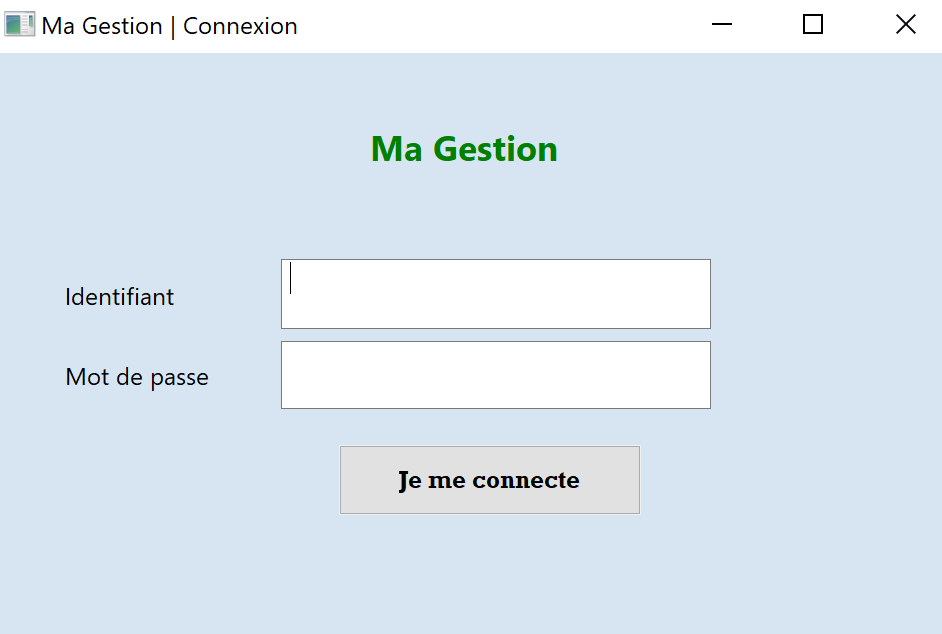 Ma Gestion | Connexion
Ma Gestion
Identifiant
Mot de passe
Je me connecte